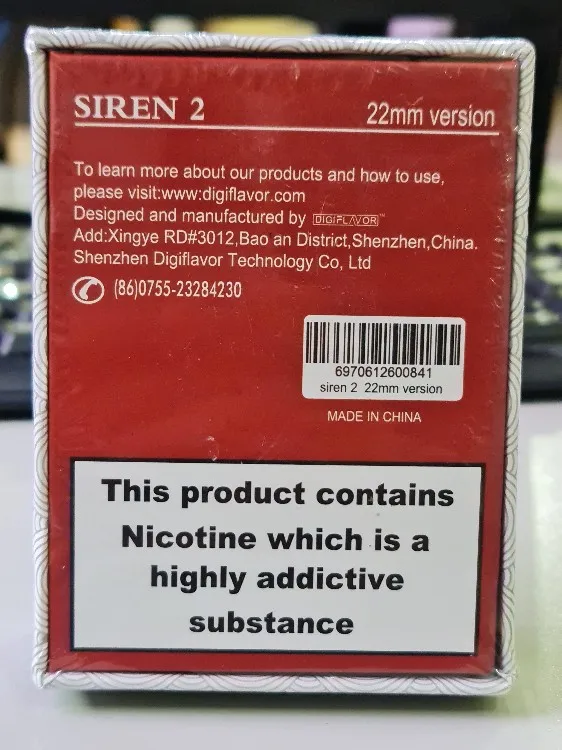 SIREN 2
22mm version
To learn more about our products and how to use,
please visit:www:digiflavor.com
Designed and manufactured by DIGIFLAVOR™
Add:Xingye RD#3012,Bao an District,Shenzhen,China.
Shenzhen Digiflavor Technology Co, Ltd
(86)0755-23284230
6970612600841
siren 2 22mm version
MADE IN CHINA
This product contains
Nicotine which is a
highly addictive
substance